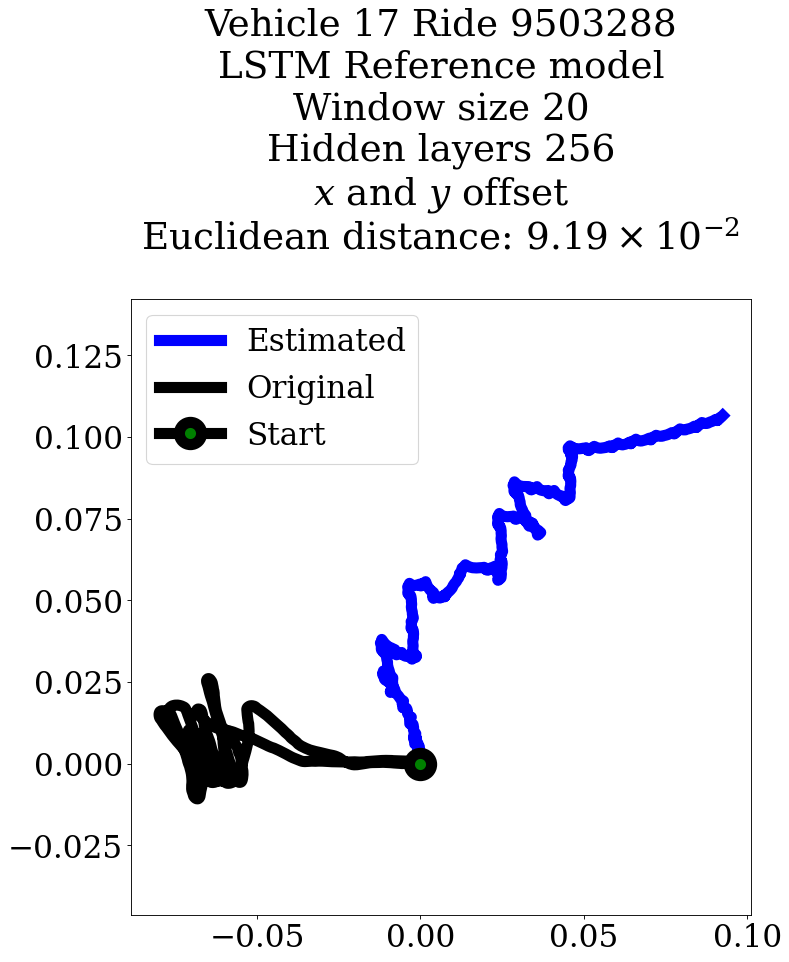 Vehicle 17 Ride 9503288
LSTM Reference model
Window size 20
Hidden layers 256
x and y offset
Euclidean distance: 9.19 × 10⁻²
Estimated
Original
Start
0.125
0.100
0.075
0.050
0.025
0.000
−0.025
−0.05 0.00 0.05 0.10